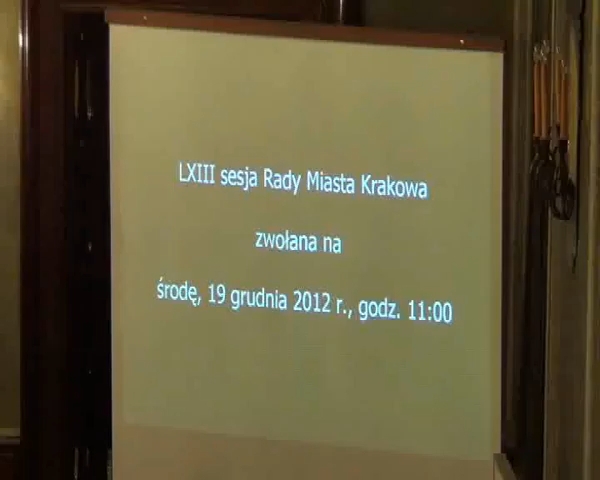 LXIII sesja Rady Miasta Krakowa
zwołana na
środę, 19 grudnia 2012 r., godz. 11:00